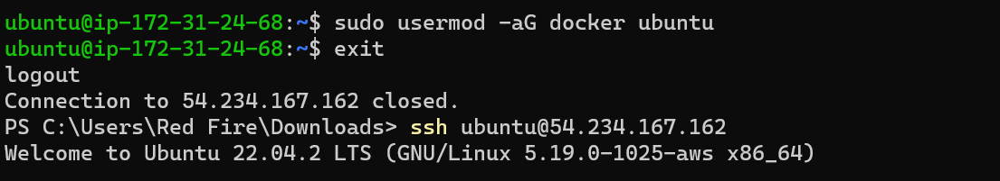 ubuntu@ip-172-31-24-68:~$ sudo usermod -aG docker ubuntu
ubuntu@ip-172-31-24-68:~$ exit
logout
Connection to 54.234.167.162 closed.
PS C:\Users\Red Fire\Downloads> ssh ubuntu@54.234.167.162
Welcome to Ubuntu 22.04.2 LTS (GNU/Linux 5.19.0-1025-aws x86_64)